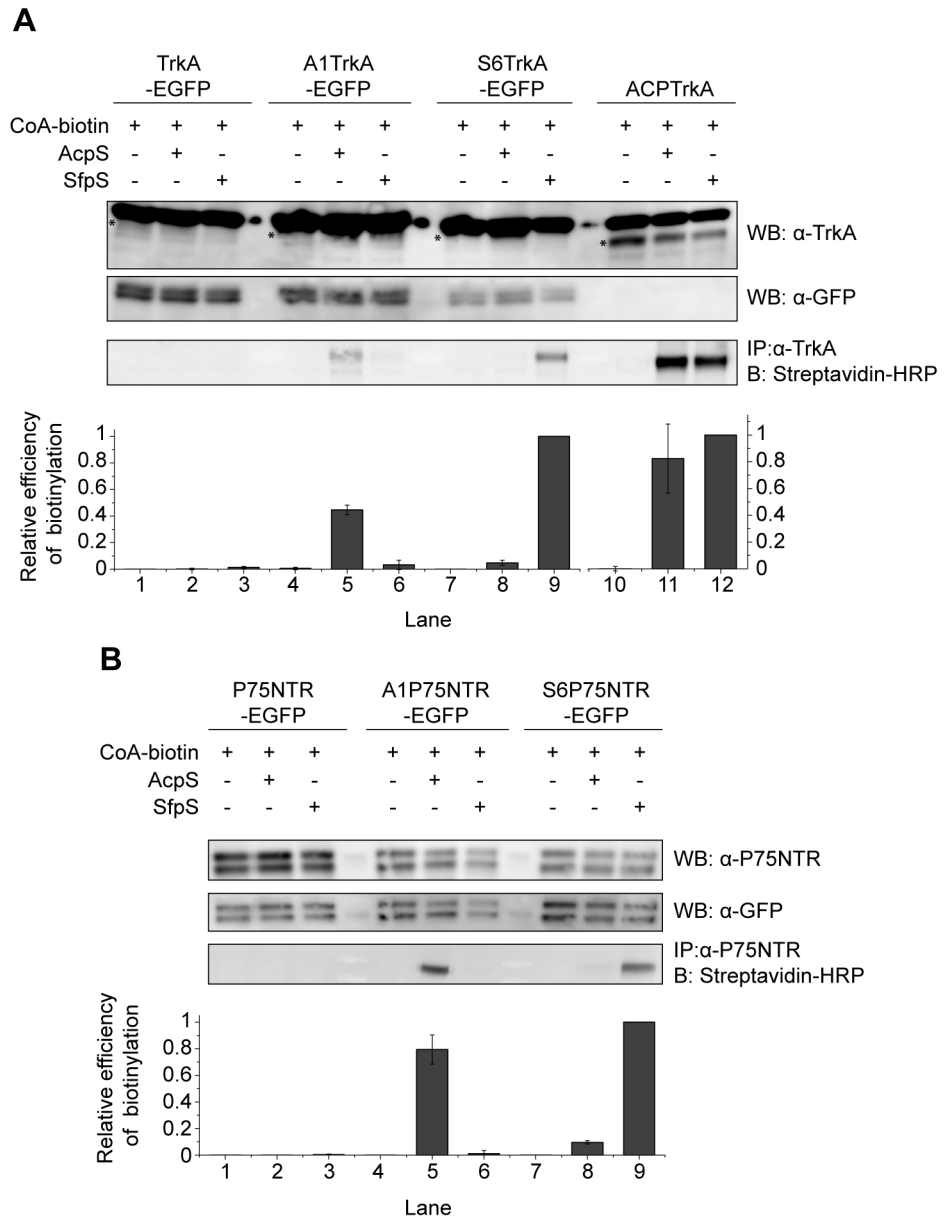 A
TrkA
-EGFP
A1TrkA
-EGFP
S6TrkA
-EGFP
ACPTrkA
CoA-biotin + + + + + + + + + + + +
AcpS - + - - + - - + - - + -
SfpS - - + - - + - - + - - +
* * * *
WB: α-TrkA
WB: α-GFP
IP:α-TrkA
B: Streptavidin-HRP
Relative efficiency
of biotinylation
1 1
0.8 0.8
0.6 0.6
0.4 0.4
0.2 0.2
0 0
1 2 3 4 5 6 7 8 9 10 11 12
Lane
B
P75NTR
-EGFP
A1P75NTR
-EGFP
S6P75NTR
-EGFP
CoA-biotin + + + + + + + + +
AcpS - + - - + - - + -
SfpS - - + - - + - - +
WB: α-P75NTR
WB: α-GFP
IP:α-P75NTR
B: Streptavidin-HRP
Relative efficiency
of biotinylation
1
0.8
0.6
0.4
0.2
0
1 2 3 4 5 6 7 8 9
Lane